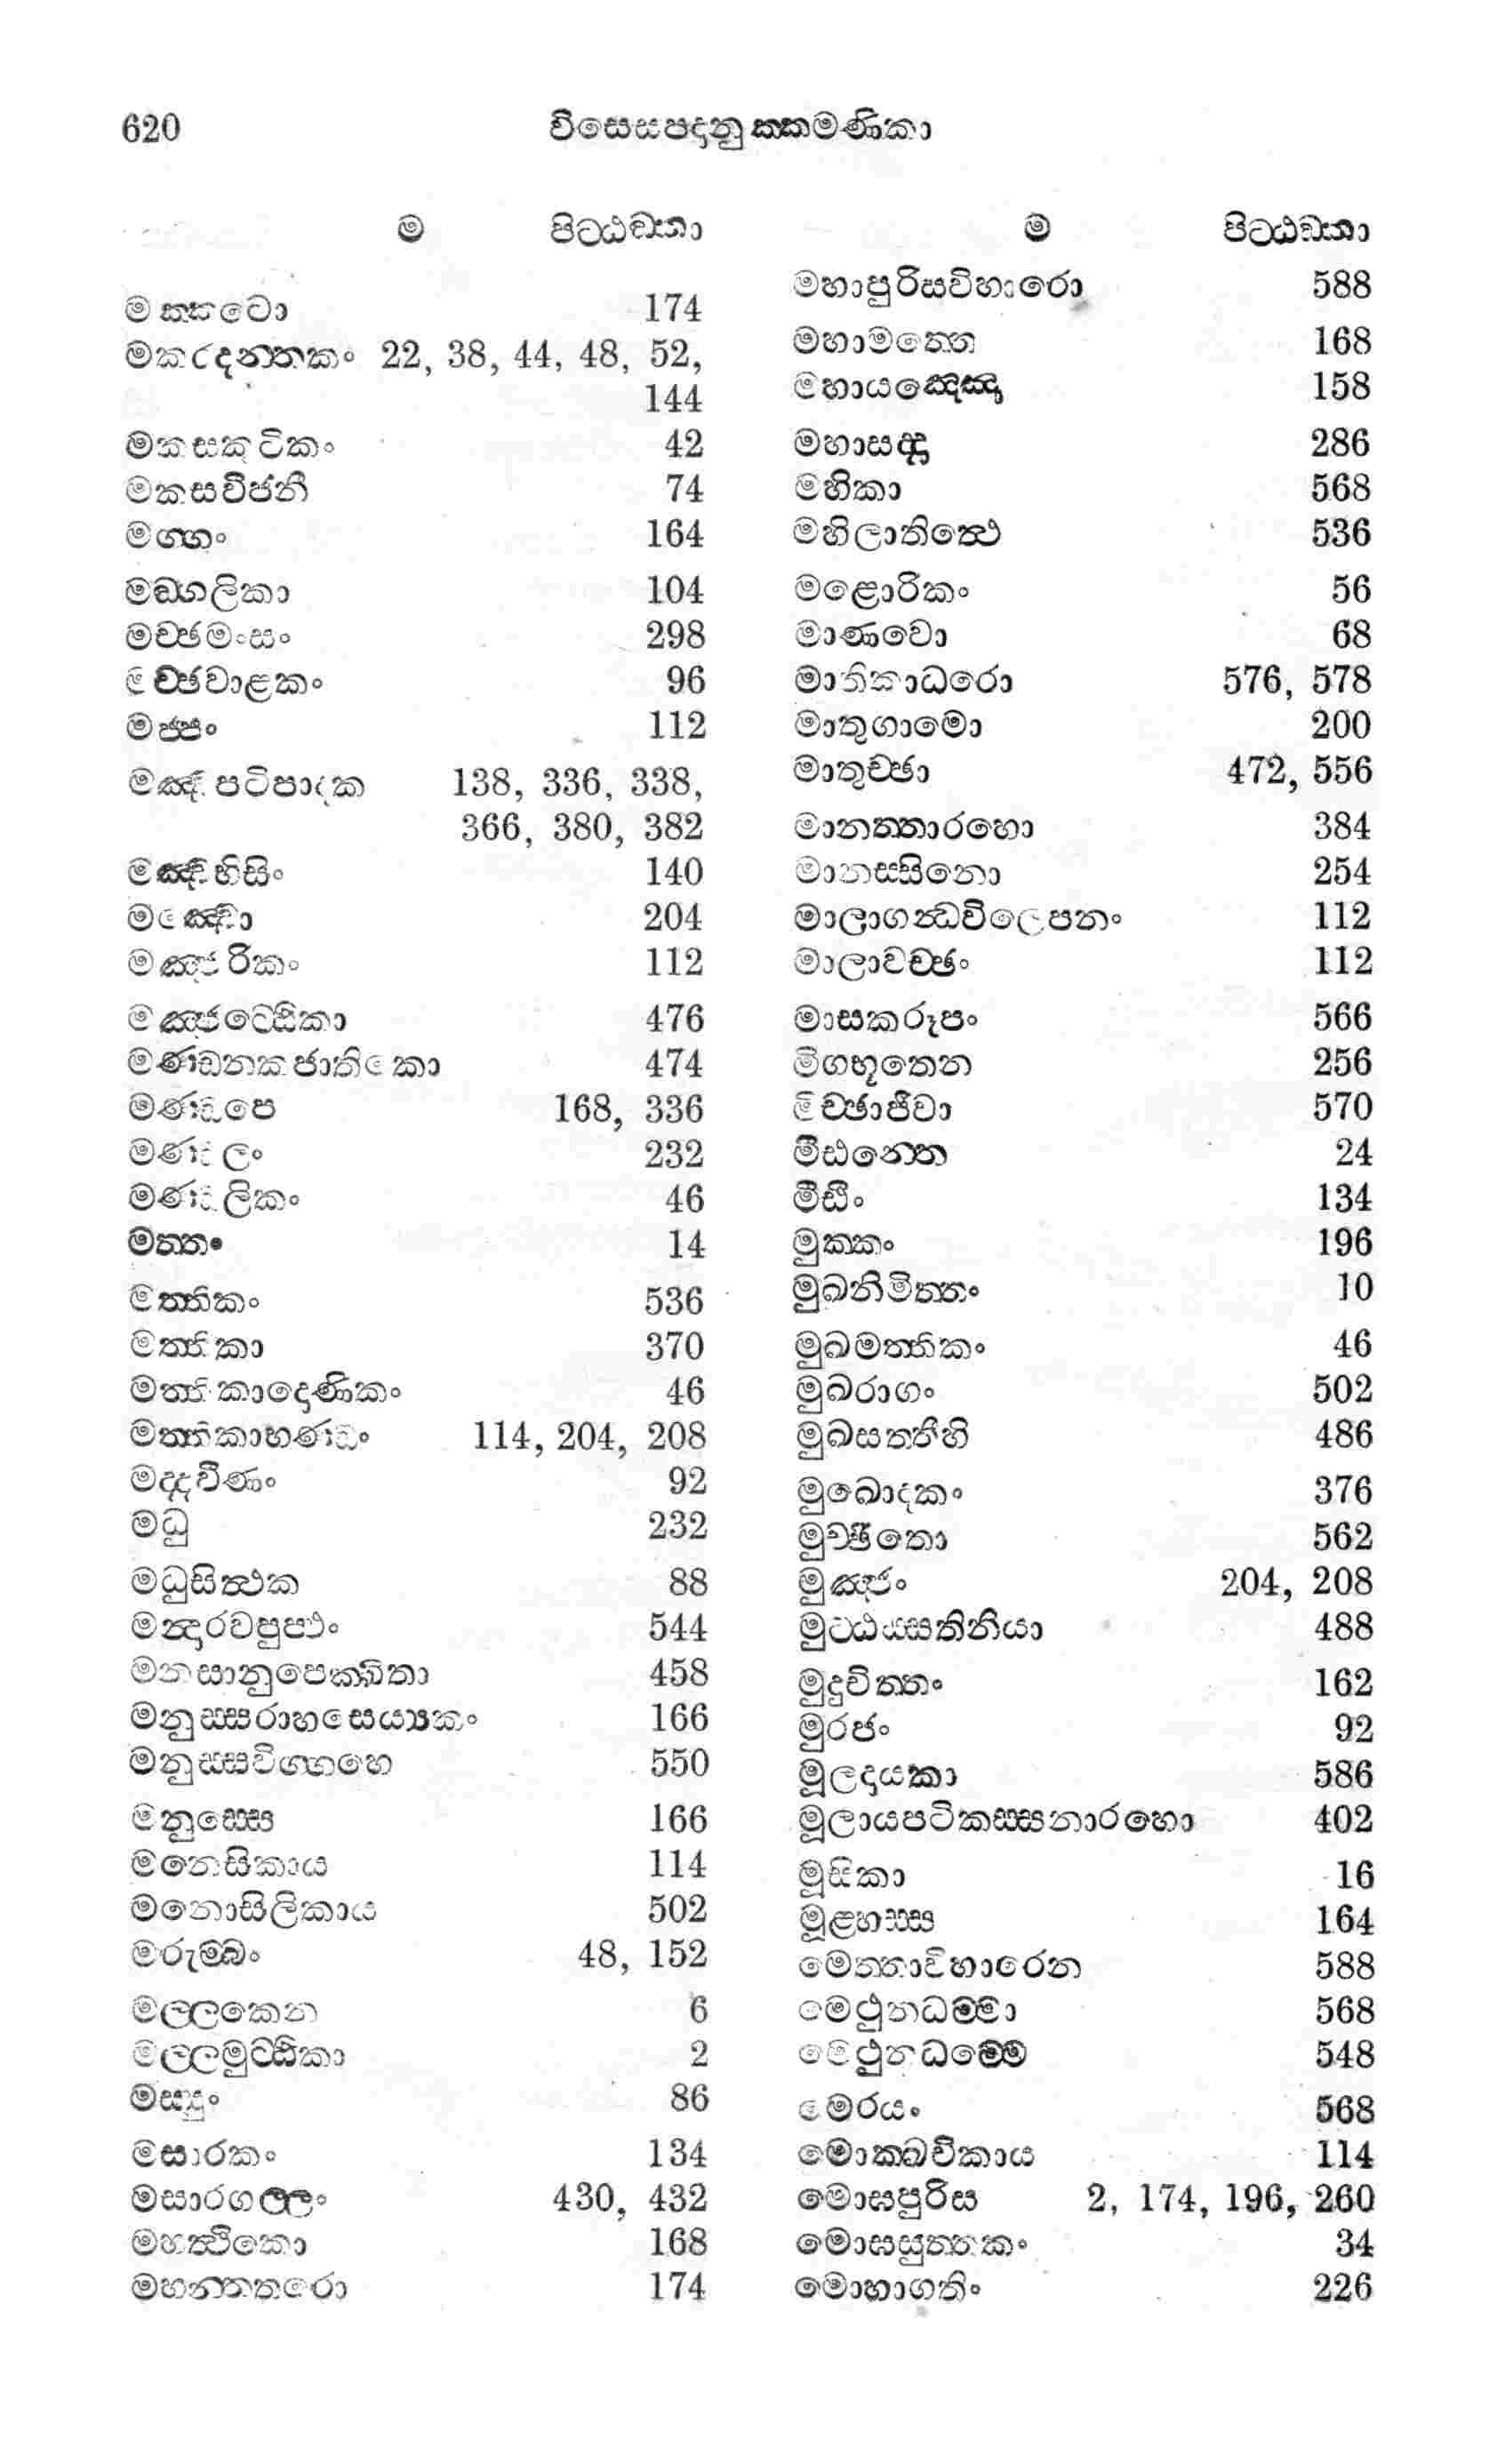 620 විසෙසපදානුක්කමණිකා
ම පිට්ඨඞ්කා
මක්කටො 174
මකරදන්තකං 22, 38, 44, 48, 52,
144
මකසකුටිකං 42
මකසවීජනී 74
මග්ගං 164
මඞ්ගලිකා 104
මච්ඡමංසං 298
මච්ඡවාළකං 96
මජ්ජං 112
මඤ්චපටිපාදක 138, 336, 338,
366, 380, 382
මඤ්චභිසිං 140
මඤ්චො 204
මඤ්ජරිකං 112
මඤ්ජෙට්ඨිකා 476
මණ්ඩනකජාතිකො 474
මණ්ඩපෙ 168, 336
මණ්ඩලං 232
මණ්ඩලිකං 46
මත්තං 14
මත්තිකං 536
මත්තිකා 370
මත්තිකාදොණිකං 46
මත්තිකාභණ්ඩං 114, 204, 208
මද්දවීණං 92
මධු 232
මධුසිත්ථක 88
මන්දාරවපුප්ඵං 544
මනසානුපෙක්ඛිතා 458
මනුස්සරාහසෙය්‍යකං 166
මනුස්සවිග්ගහෙ 550
මනුස්සෙ 166
මනෙසිකාය 114
මනොසිලිකාය 502
මරුම්බං 48, 152
මල්ලකෙන 6
මල්ලමුට්ඨිකා 2
මස්සුං 86
මසාරකං 134
මසාරගල්ලං 430, 432
මහත්ථිකො 168
මහන්තතරො 174
ම පිට්ඨඞ්කා
මහාපුරිසවිහාරො 588
මහාමත්තෙ 168
මහායඤ්ඤෙ 158
මහාසද්දා 286
මහිකා 568
මහිලාතිත්ථෙ 536
මළොරිකං 56
මාණවො 68
මාතිකාධරො 576, 578
මාතුගාමො 200
මාතුච්ඡා 472, 556
මානත්තාරහො 384
මානස්සිනො 254
මාලාගන්ධවිලෙපනං 112
මාලාවච්ඡං 112
මාසකරූපං 566
මිගභූතෙන 256
මිච්ඡාජීවා 570
මීඪන්තෙ 24
මීඪිං 134
මුක්කං 196
මුඛනිමිත්තං 10
මුඛමත්තිකං 46
මුඛරාගං 502
මුඛසත්තීහි 486
මුඛොදකං 376
මුච්ඡිතො 562
මුඤ්ජං 204, 208
මුට්ඨස්සතිනියා 488
මුදුචිත්තං 162
මුරජං 92
මූලදායකා 586
මූලායපටිකස්සනාරහො 402
මූසිකා 16
මූළ්හස්ස 164
මෙත්තාවිහාරෙන 588
මෙථුනධම්මා 568
මෙථුනධම්මෙ 548
මෙරයං 568
මොක්ඛචිකාය 114
මොඝපුරිස 2, 174, 196, 260
මොඝසුත්තකං 34
මොහාගතිං 226